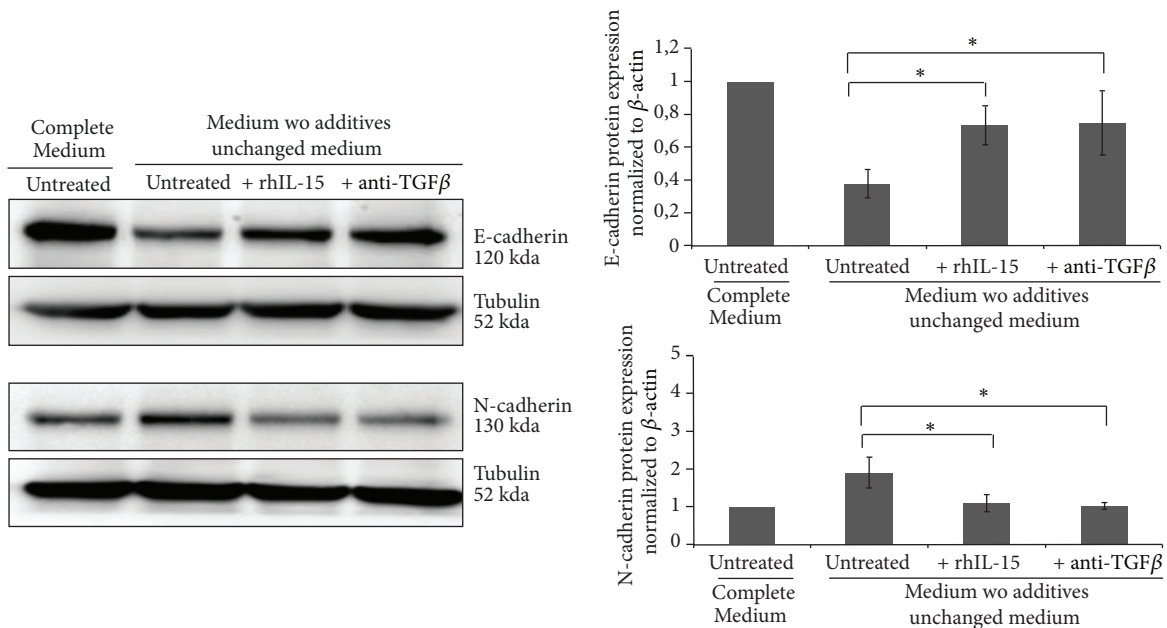 Complete
Medium
Medium wo additives
unchanged medium
Untreated
Untreated
+ rhIL-15
+ anti-TGFβ
E-cadherin
120 kda
Tubulin
52 kda
N-cadherin
130 kda
Tubulin
52 kda
E-cadherin protein expression
normalized to β-actin
1,2
1
0,8
0,6
0,4
0,2
0
*
*
Untreated
Untreated
+ rhIL-15
+ anti-TGFβ
Complete
Medium
Medium wo additives
unchanged medium
N-cadherin protein expression
normalized to β-actin
5
4
3
2
1
0
*
*
Untreated
Untreated
+ rhIL-15
+ anti-TGFβ
Complete
Medium
Medium wo additives
unchanged medium